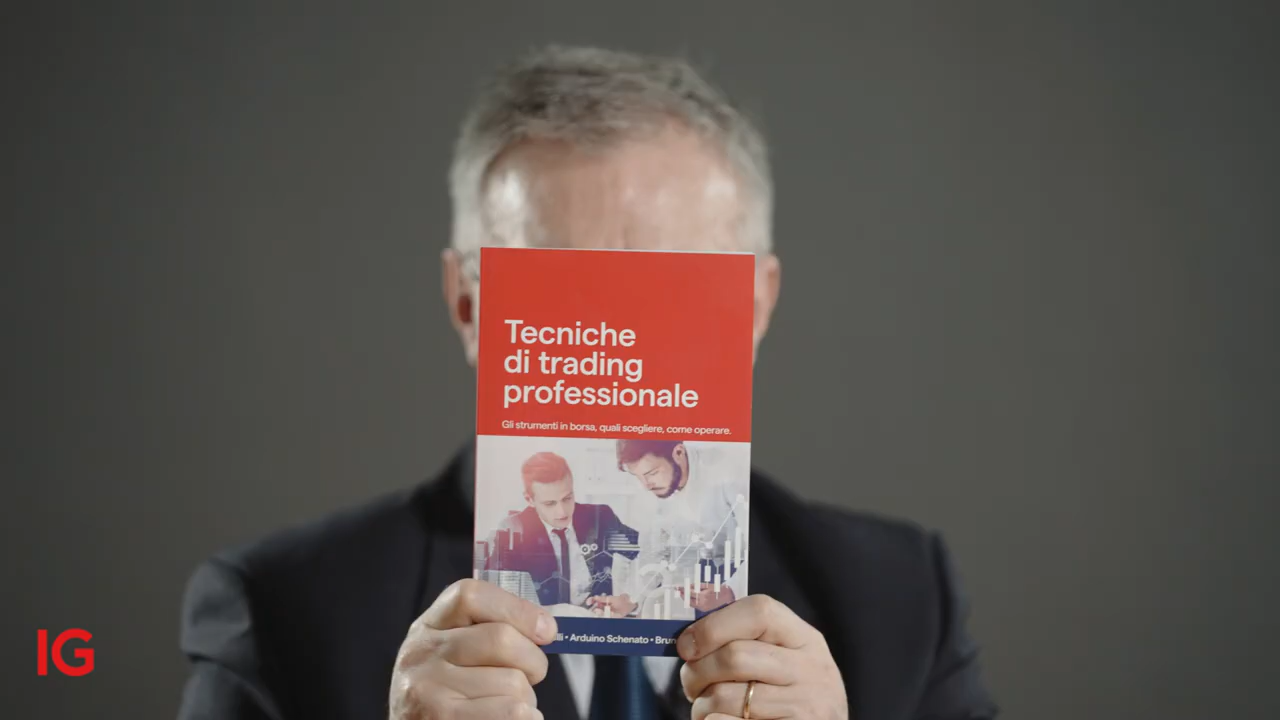 Tecniche
di trading
professionale
Gli strumenti in borsa, quali scegliere, come operare.
• Arduino Schenato •
IG